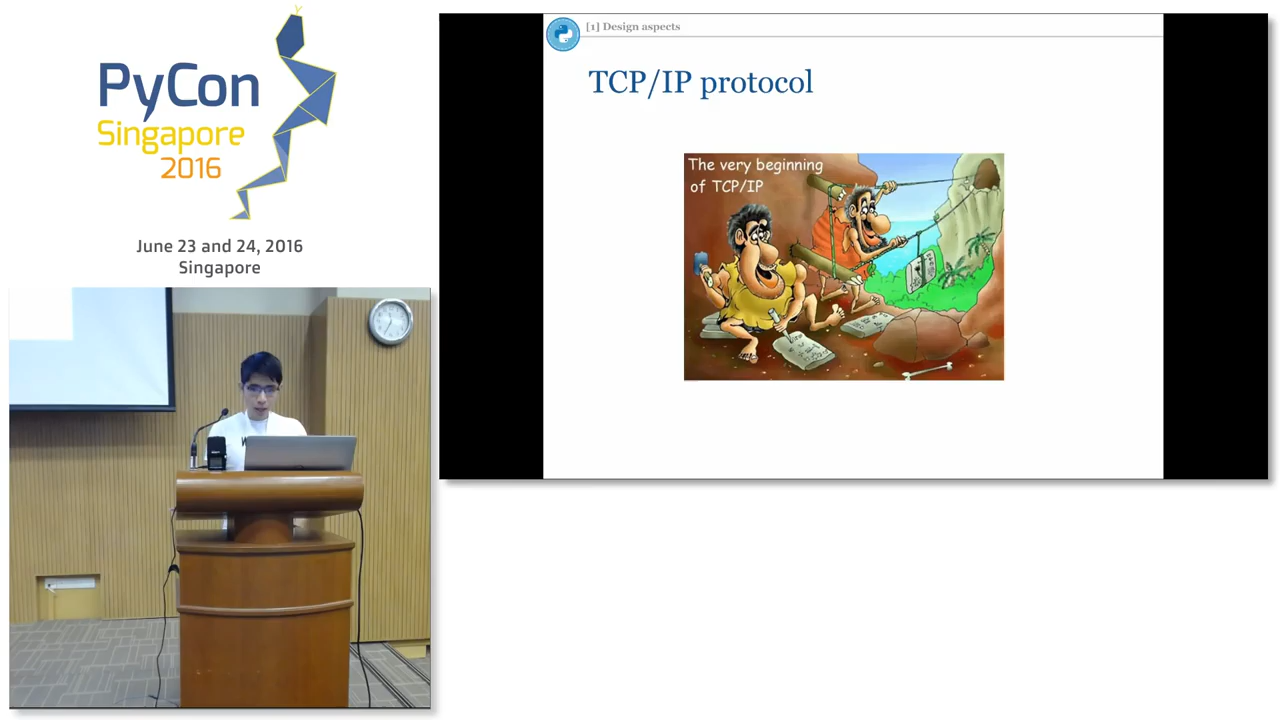 PyCon
Singapore
2016
June 23 and 24, 2016
Singapore
[1] Design aspects
TCP/IP protocol
The very beginning
of TCP/IP